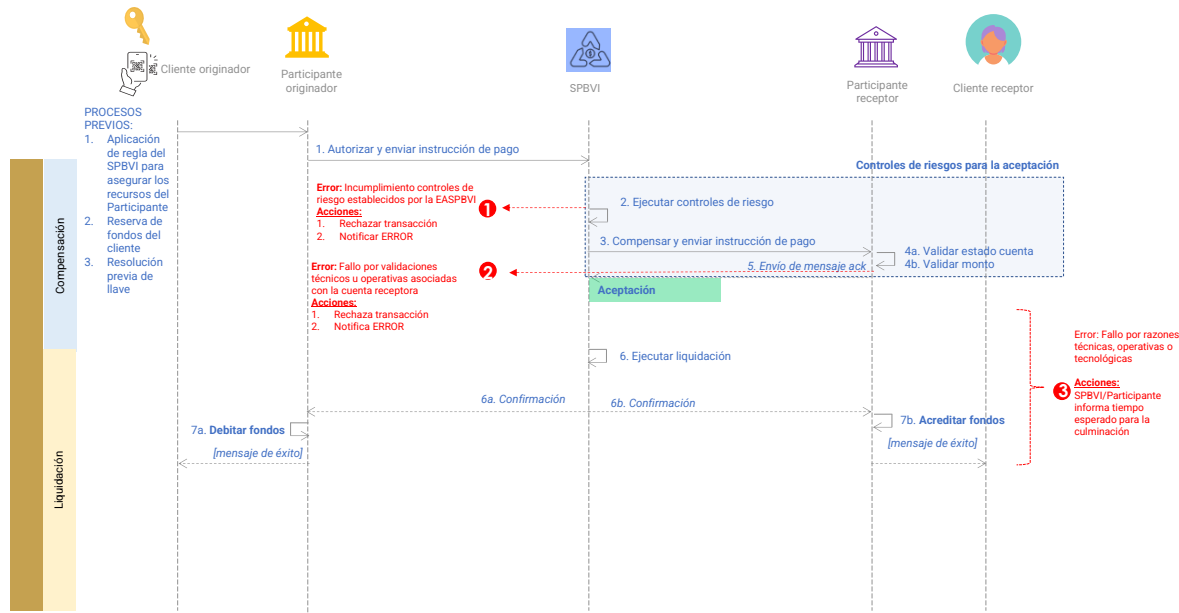 Cliente originador
Participante
originador
SPBVI
Participante
receptor
Cliente receptor
PROCESOS
PREVIOS:
1. Aplicación
de regla del
SPBVI para
asegurar los
recursos del
Participante
2. Reserva de
fondos del
cliente
3. Resolución
previa de
llave
Compensación
Liquidación
1. Autorizar y enviar instrucción de pago
Controles de riesgos para la aceptación
Error: Incumplimiento controles de
riesgo establecidos por la EASPBVI
Acciones:
1. Rechazar transacción
2. Notificar ERROR
1
2. Ejecutar controles de riesgo
3. Compensar y enviar instrucción de pago
4a. Validar estado cuenta
4b. Validar monto
5. Envío de mensaje ack
2
Error: Fallo por validaciones
técnicos u operativas asociadas
con la cuenta receptora
Acciones:
1. Rechaza transacción
2. Notifica ERROR
Aceptación
6. Ejecutar liquidación
Error: Fallo por razones
técnicas, operativas o
tecnológicas
3
Acciones:
SPBVI/Participante
informa tiempo
esperado para la
culminación
6a. Confirmación
6b. Confirmación
7a. Debitar fondos
7b. Acreditar fondos
[mensaje de éxito]
[mensaje de éxito]